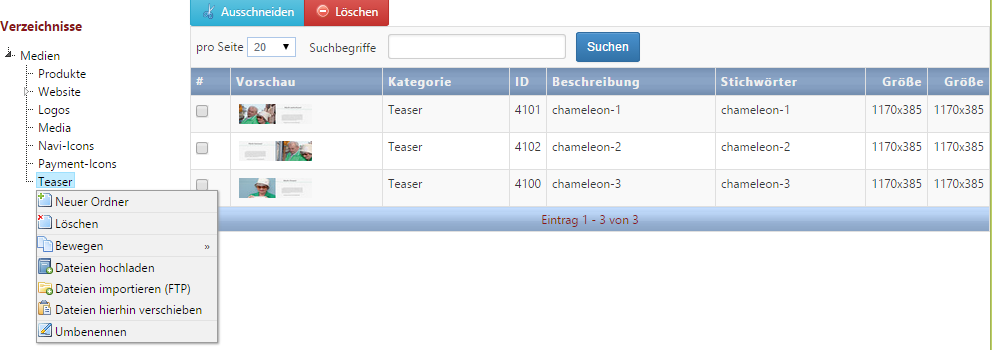 Ausschneiden Löschen
Verzeichnisse
pro Seite 20 Suchbegriffe Suchen
Medien
Produkte
Website
Logos
Media
Navi-Icons
Payment-Icons
Teaser
# Vorschau Kategorie ID Beschreibung Stichwörter Größe Größe
Teaser 4101 chameleon-1 chameleon-1 1170x385 1170x385
Teaser 4102 chameleon-2 chameleon-2 1170x385 1170x385
Teaser 4100 chameleon-3 chameleon-3 1170x385 1170x385
Eintrag 1 - 3 von 3
Neuer Ordner
Löschen
Bewegen »
Dateien hochladen
Dateien importieren (FTP)
Dateien hierhin verschieben
Umbenennen